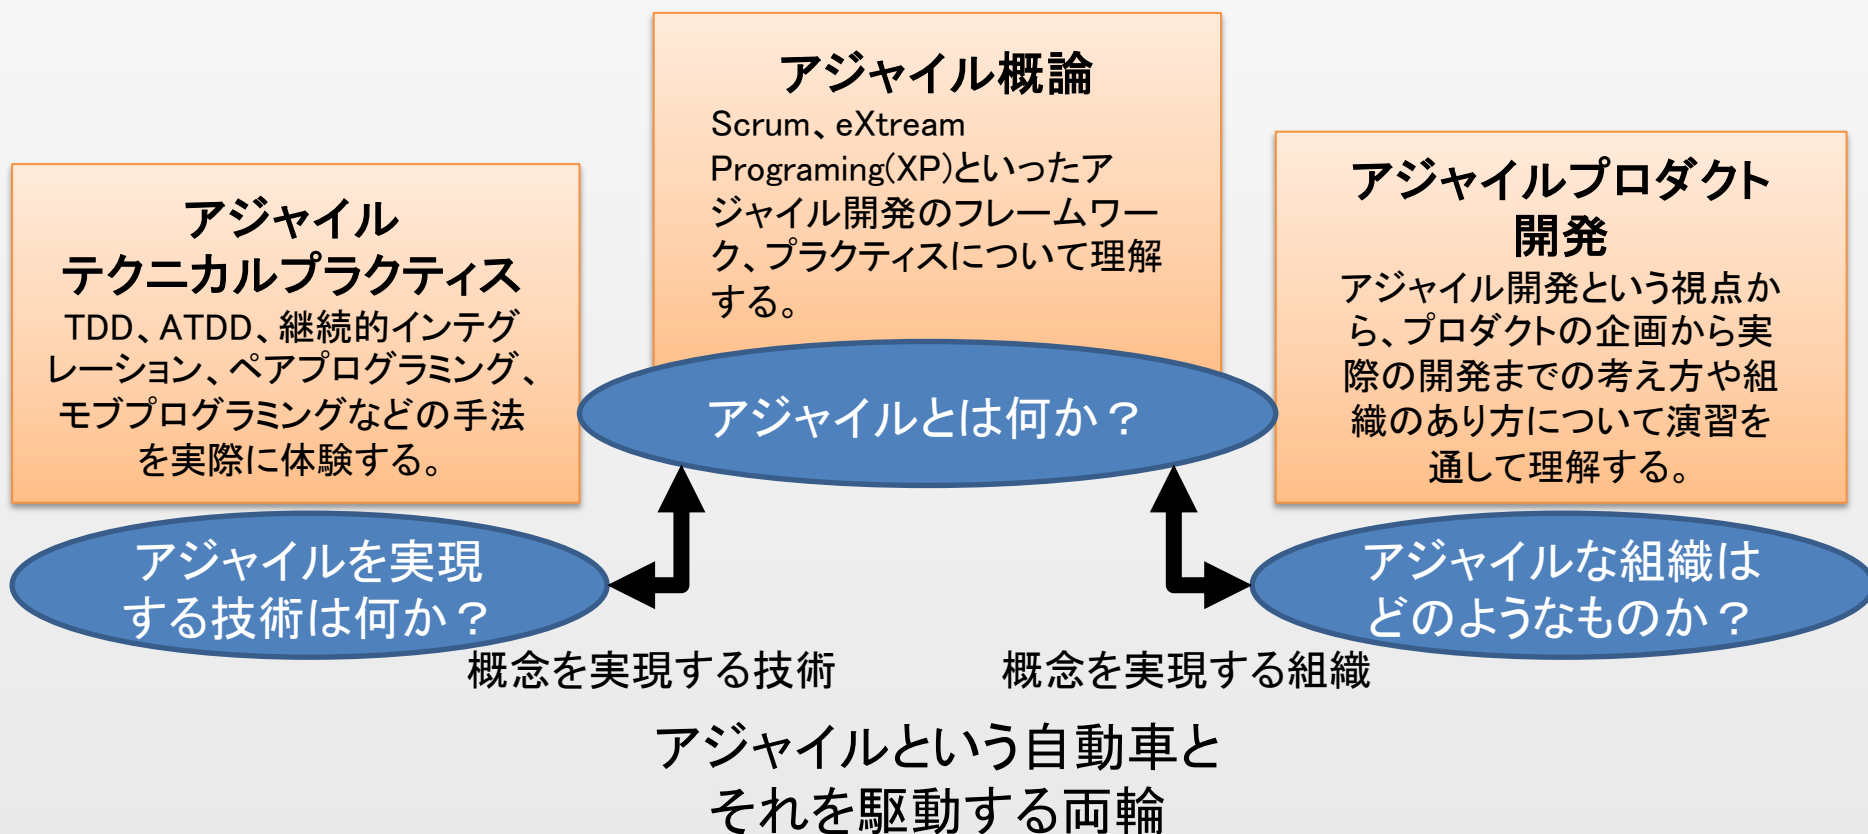 アジャイル概論
Scrum、eXtream
Programing(XP)といったア
ジャイル開発のフレームワー
ク、プラクティスについて理解
する。
アジャイルとは何か？
アジャイル
テクニカルプラクティス
TDD、ATDD、継続的インテグ
レーション、ペアプログラミング、
モブプログラミングなどの手法
を実際に体験する。
アジャイルを実現
する技術は何か？
アジャイルプロダクト
開発
アジャイル開発という視点か
ら、プロダクトの企画から実
際の開発までの考え方や組
織のあり方について演習を
通して理解する。
アジャイルな組織は
どのようなものか？
概念を実現する技術
概念を実現する組織
アジャイルという自動車と
それを駆動する両輪